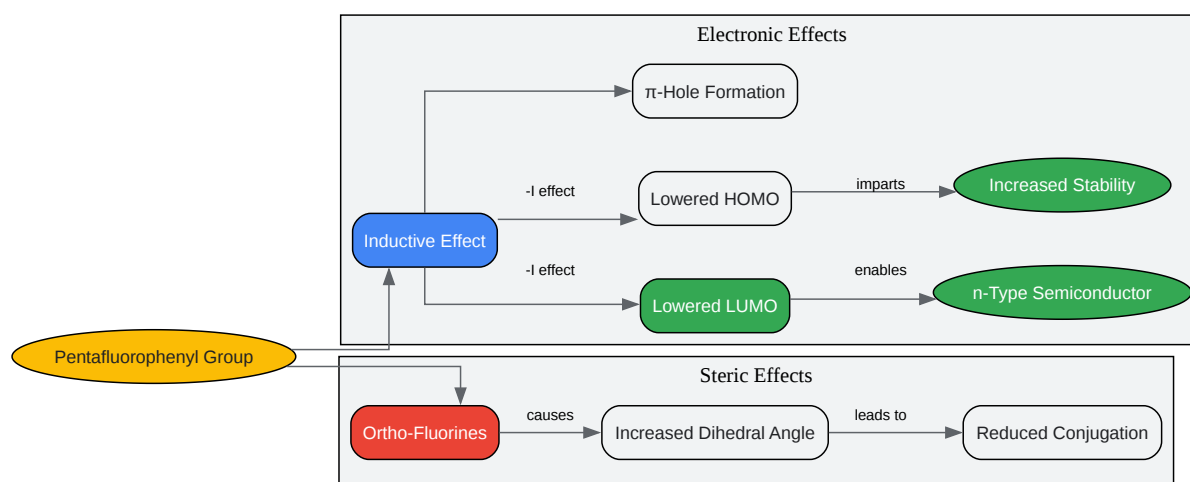 Electronic Effects
π-Hole Formation
-I effect
Lowered HOMO
imparts
Increased Stability
Inductive Effect
-I effect
Lowered LUMO
enables
n-Type Semiconductor
Pentafluorophenyl Group
Steric Effects
Ortho-Fluorines
causes
Increased Dihedral Angle
leads to
Reduced Conjugation